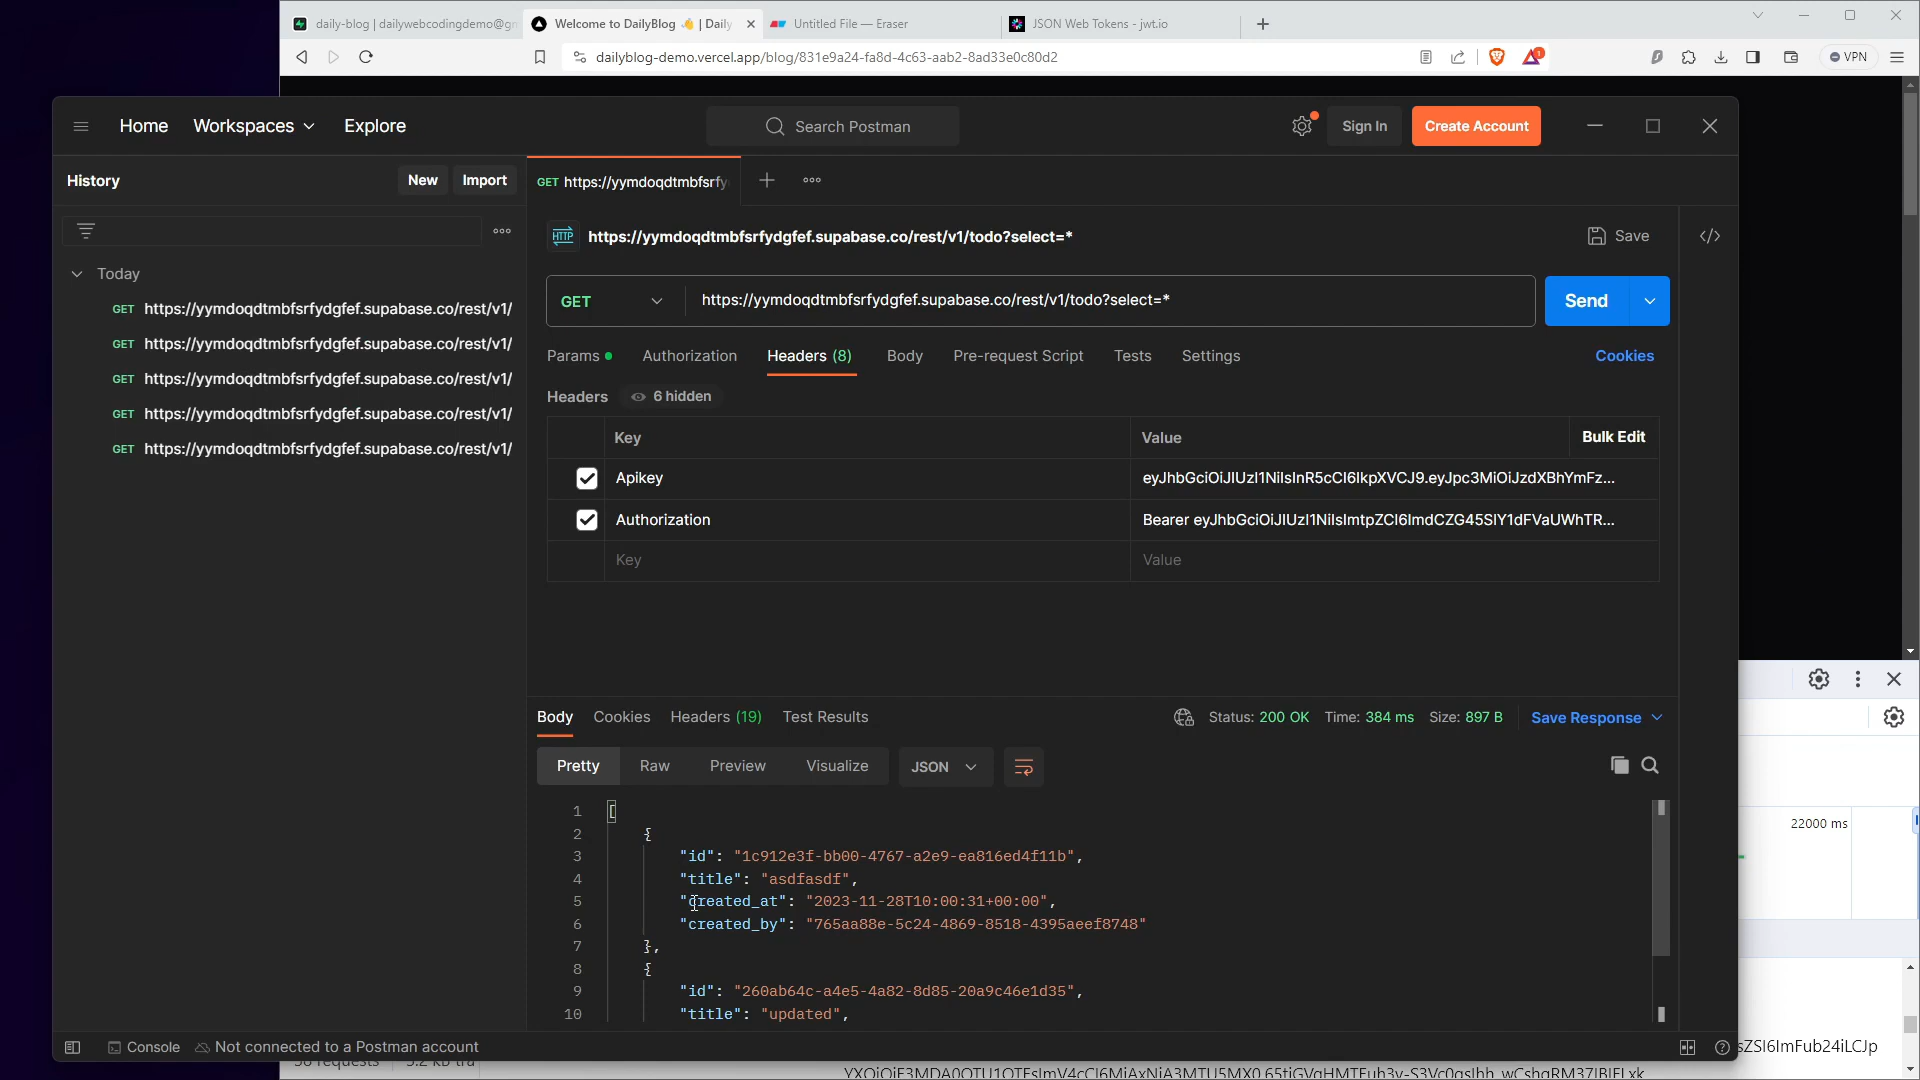 daily-blog | dailywebcodingdemo@gm
Welcome to DailyBlog 👋 | Daily
Untitled File — Eraser
JSON Web Tokens - jwt.io
dailyblog-demo.vercel.app/blog/831e9a24-fa8d-4c63-aab2-8ad33e0c80d2
1
VPN
Home
Workspaces
Explore
Search Postman
Sign In
Create Account
History
New
Import
GET https://yymdoqdtmbfsrfy
HTTP
https://yymdoqdtmbfsrfydgfef.supabase.co/rest/v1/todo?select=*
Save
Today
GET https://yymdoqdtmbfsrfydgfef.supabase.co/rest/v1/
GET https://yymdoqdtmbfsrfydgfef.supabase.co/rest/v1/
GET https://yymdoqdtmbfsrfydgfef.supabase.co/rest/v1/
GET https://yymdoqdtmbfsrfydgfef.supabase.co/rest/v1/
GET https://yymdoqdtmbfsrfydgfef.supabase.co/rest/v1/
GET
https://yymdoqdtmbfsrfydgfef.supabase.co/rest/v1/todo?select=*
Send
Params
Authorization
Headers (8)
Body
Pre-request Script
Tests
Settings
Cookies
Headers
6 hidden
Key
Value
Bulk Edit
Apikey
eyJhbGciOiJIUzI1NiIsInR5cCI6IkpXVCJ9.eyJpc3MiOiJzdXBhYmFz...
Authorization
Bearer eyJhbGciOiJIUzI1NiIsImtpZCI6ImdCZG45SlY1dFVaUWhTR...
Key
Value
Body
Cookies
Headers (19)
Test Results
Status: 200 OK
Time: 384 ms
Size: 897 B
Save Response
Pretty
Raw
Preview
Visualize
JSON
1 [
2 {
3 "id": "1c912e3f-bb00-4767-a2e9-ea816ed4f11b",
4 "title": "asdfasdf",
5 "created_at": "2023-11-28T10:00:31+00:00",
6 "created_by": "765aa88e-5c24-4869-8518-4395aeef8748"
7 },
8 {
9 "id": "260ab64c-a4e5-4a82-8d85-20a9c46e1d35",
10 "title": "updated",
22000 ms
Console
Not connected to a Postman account
sZSI6ImFub24iLCJp